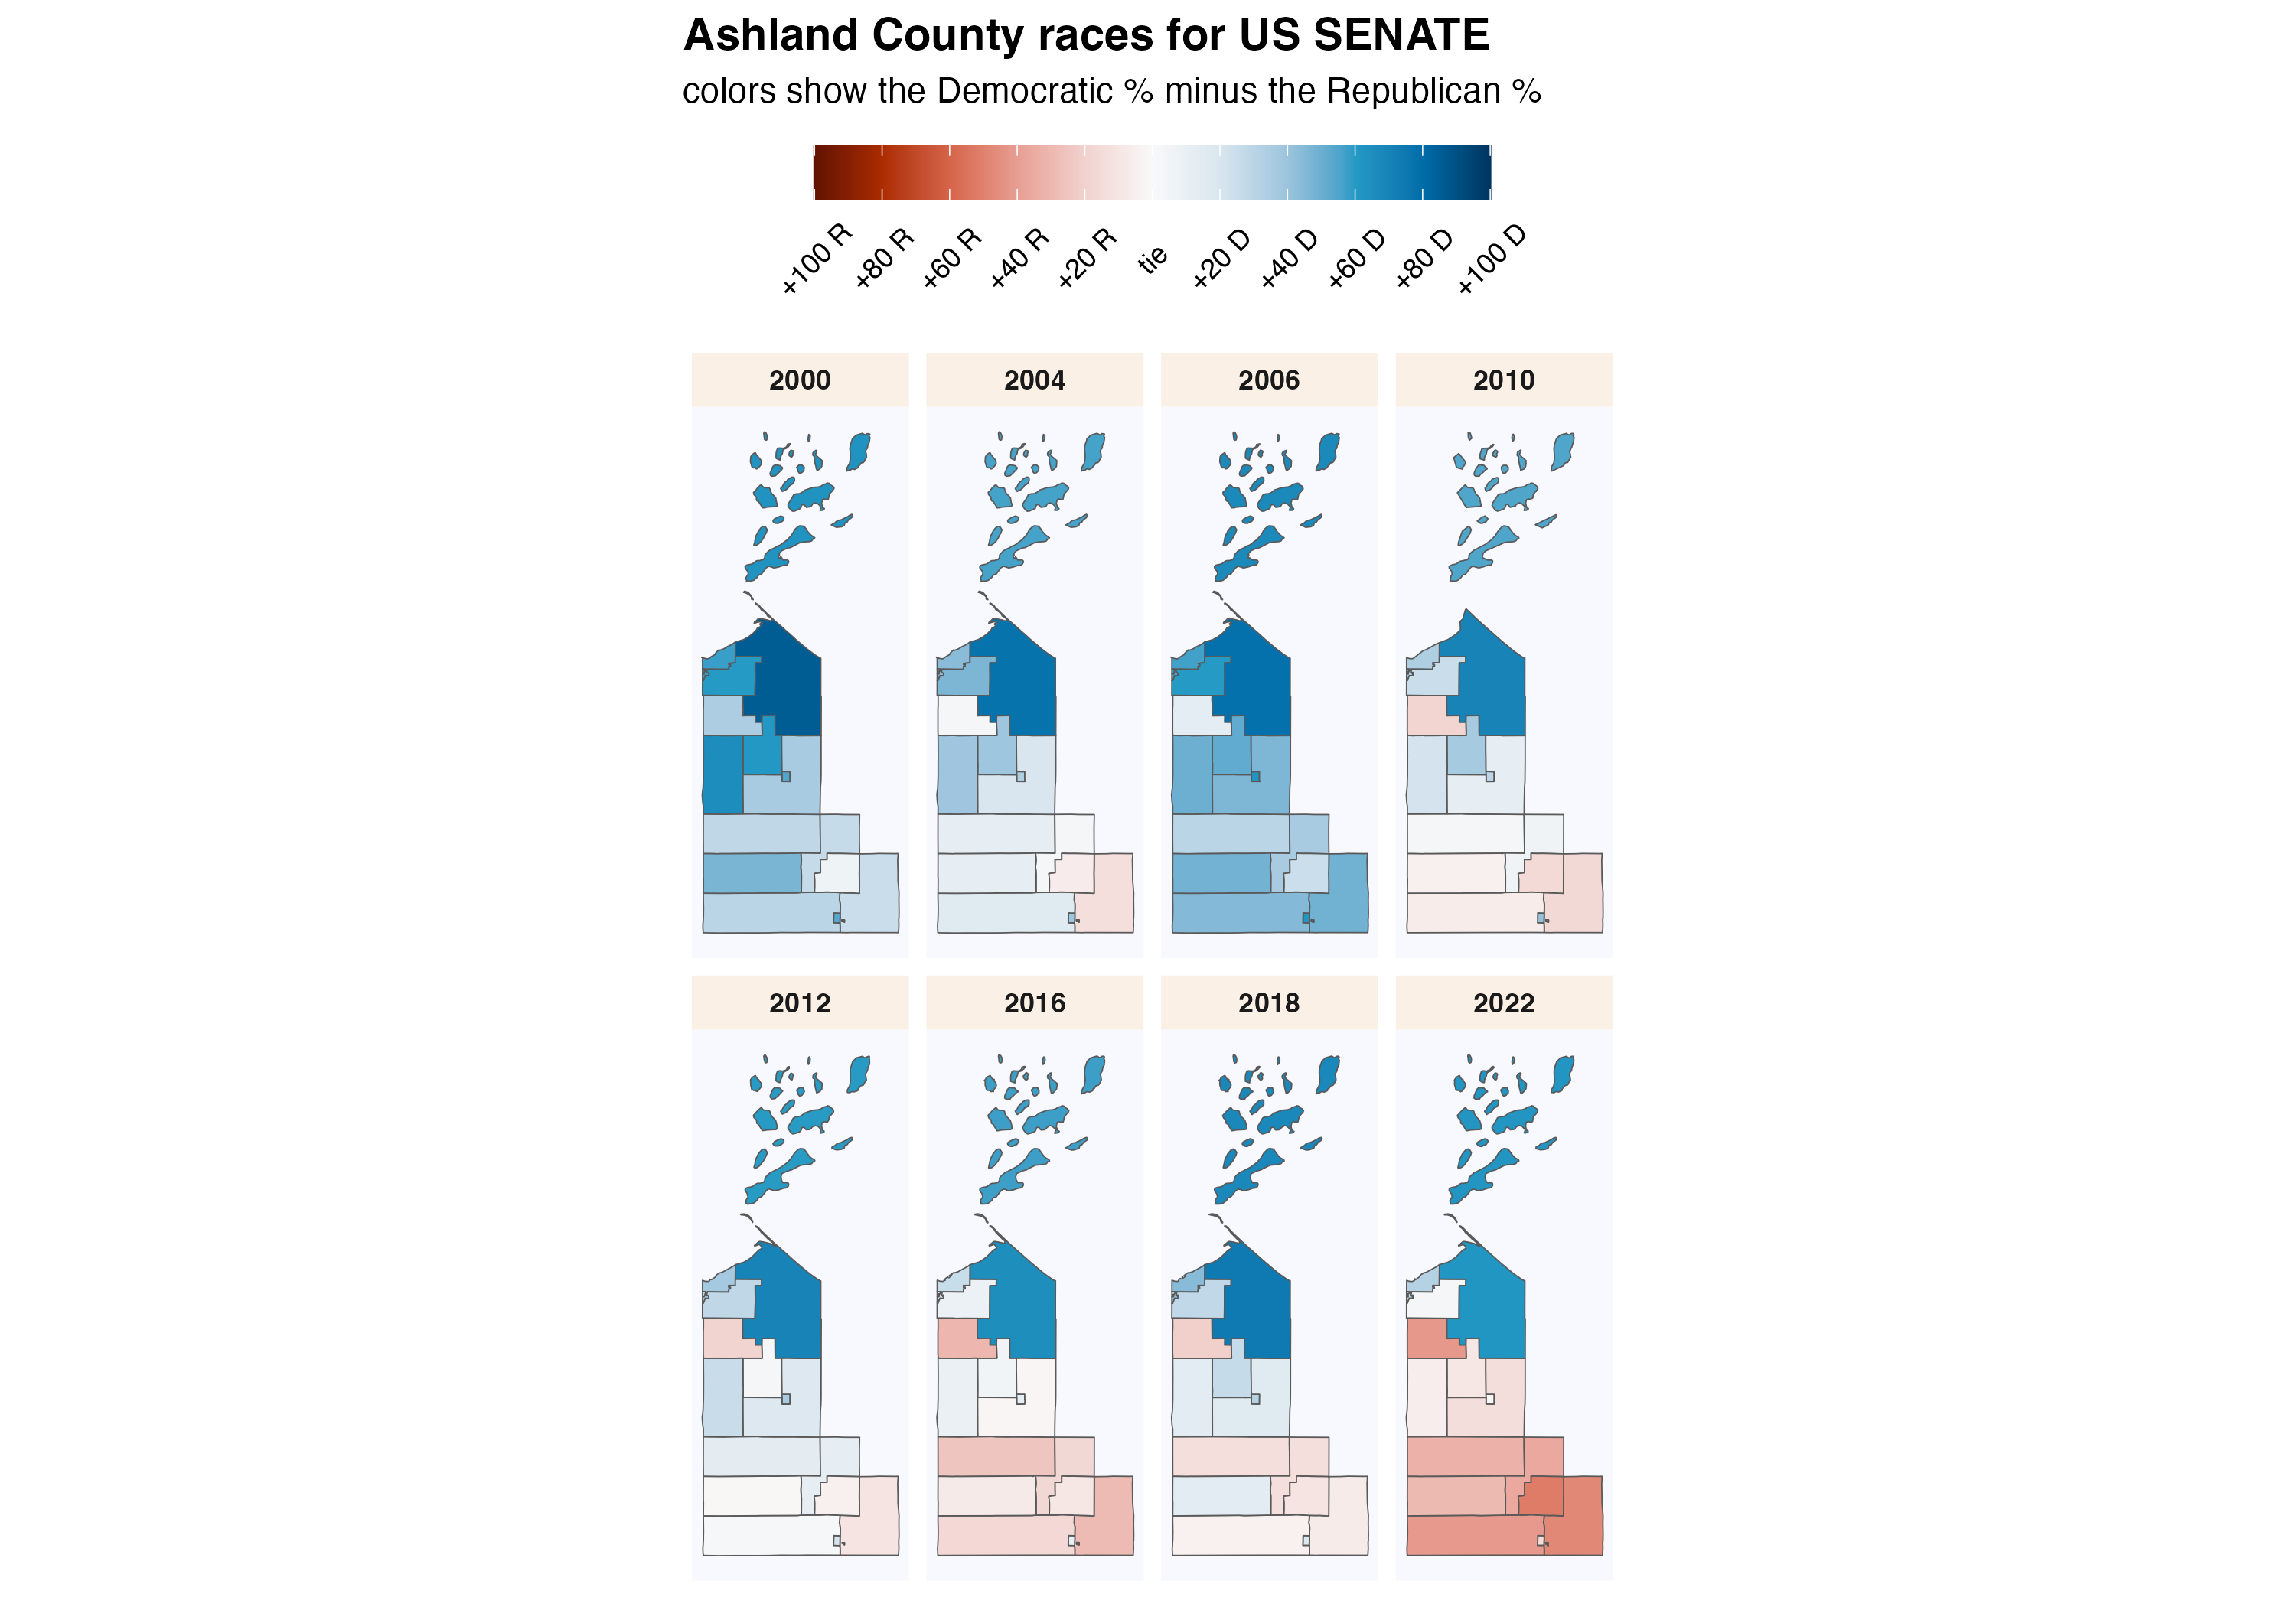 Ashland County races for US SENATE
colors show the Democratic % minus the Republican %
+100 R +80 R +60 R +40 R +20 R tie +20 D +40 D +60 D +80 D +100 D
2000 2004 2006 2010
2012 2016 2018 2022